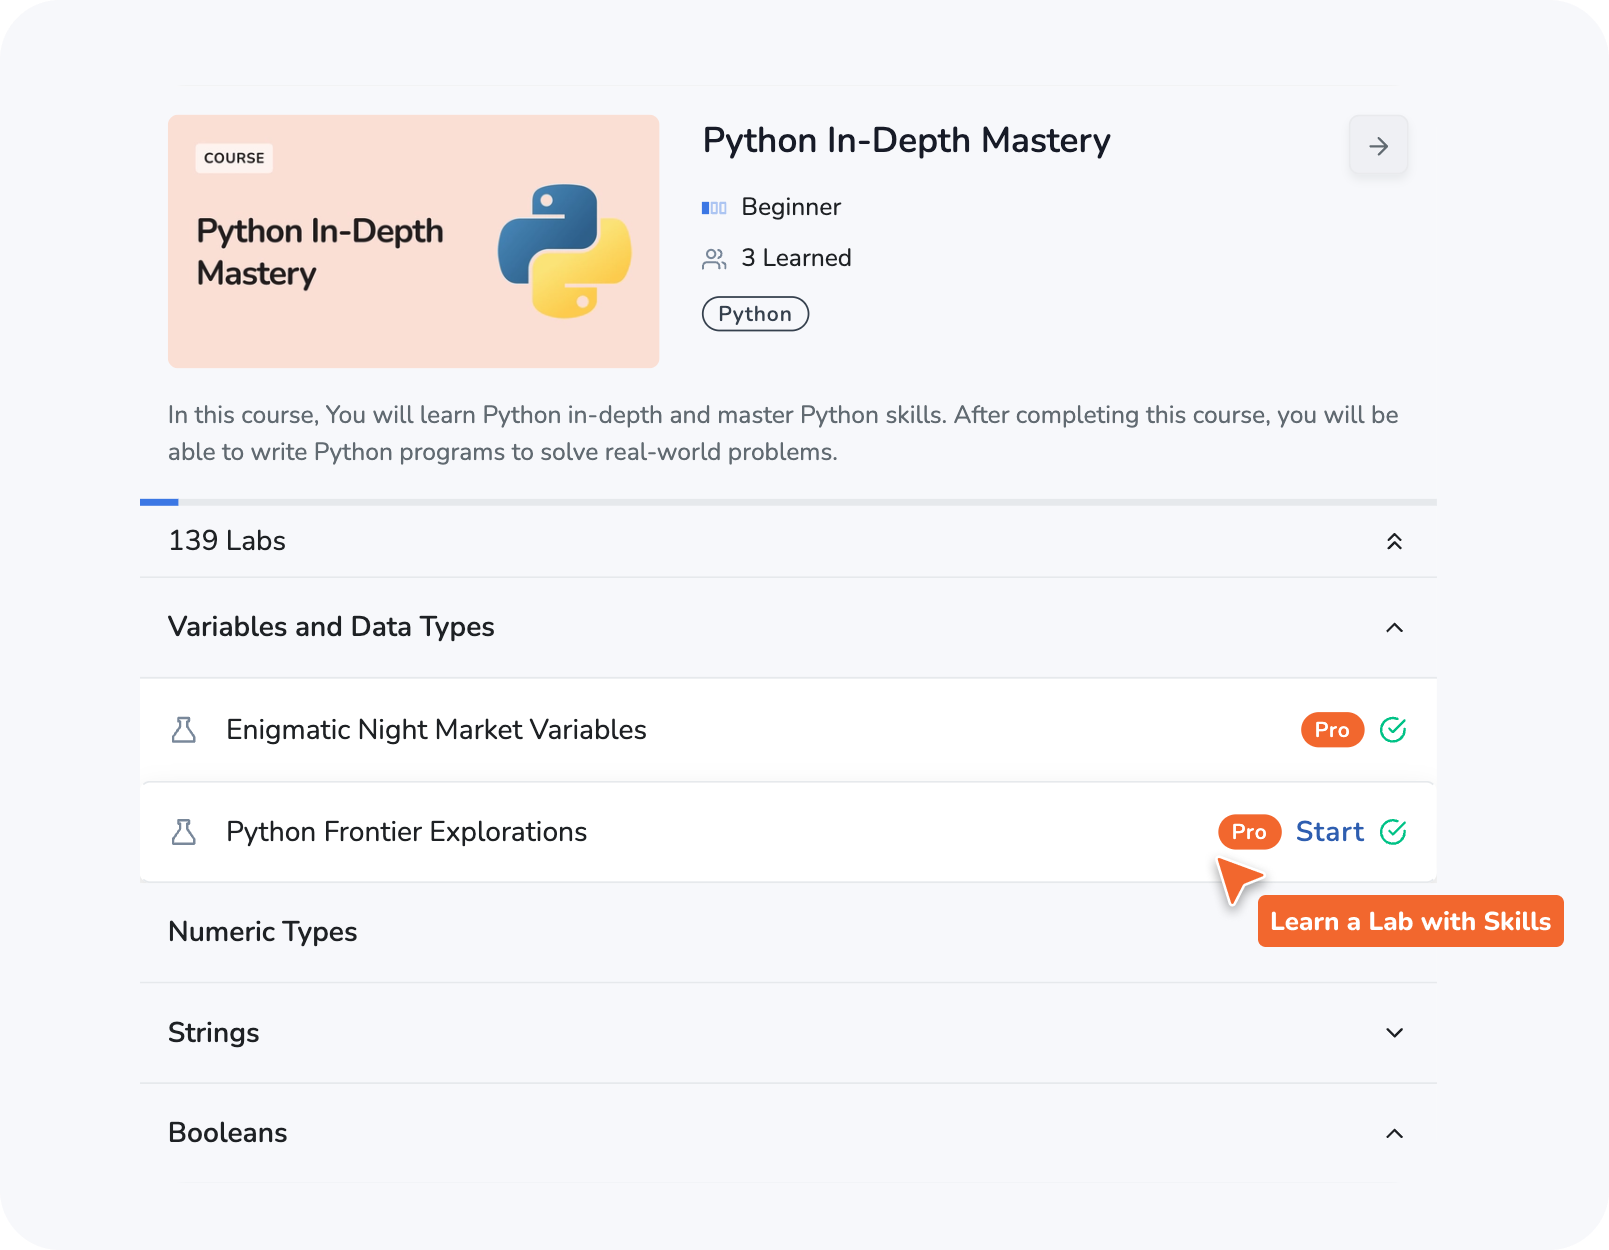 COURSE
Python In-Depth
Mastery
Python In-Depth Mastery
Beginner
3 Learned
Python
In this course, You will learn Python in-depth and master Python skills. After completing this course, you will be
able to write Python programs to solve real-world problems.
139 Labs
Variables and Data Types
Enigmatic Night Market Variables
Pro
Python Frontier Explorations
Pro Start
Learn a Lab with Skills
Numeric Types
Strings
Booleans